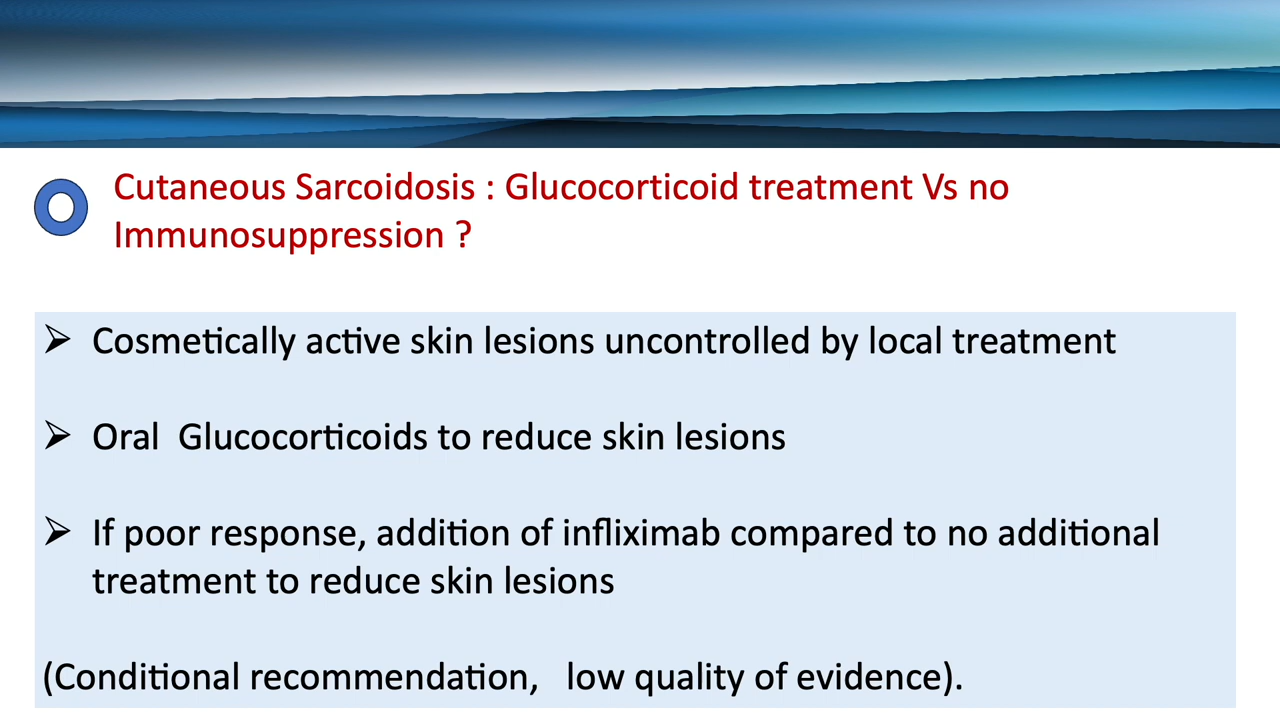 Cutaneous Sarcoidosis : Glucocorticoid treatment Vs no
Immunosuppression ?
➢ Cosmetically active skin lesions uncontrolled by local treatment
➢ Oral Glucocorticoids to reduce skin lesions
➢ If poor response, addition of infliximab compared to no additional
treatment to reduce skin lesions
(Conditional recommendation, low quality of evidence).